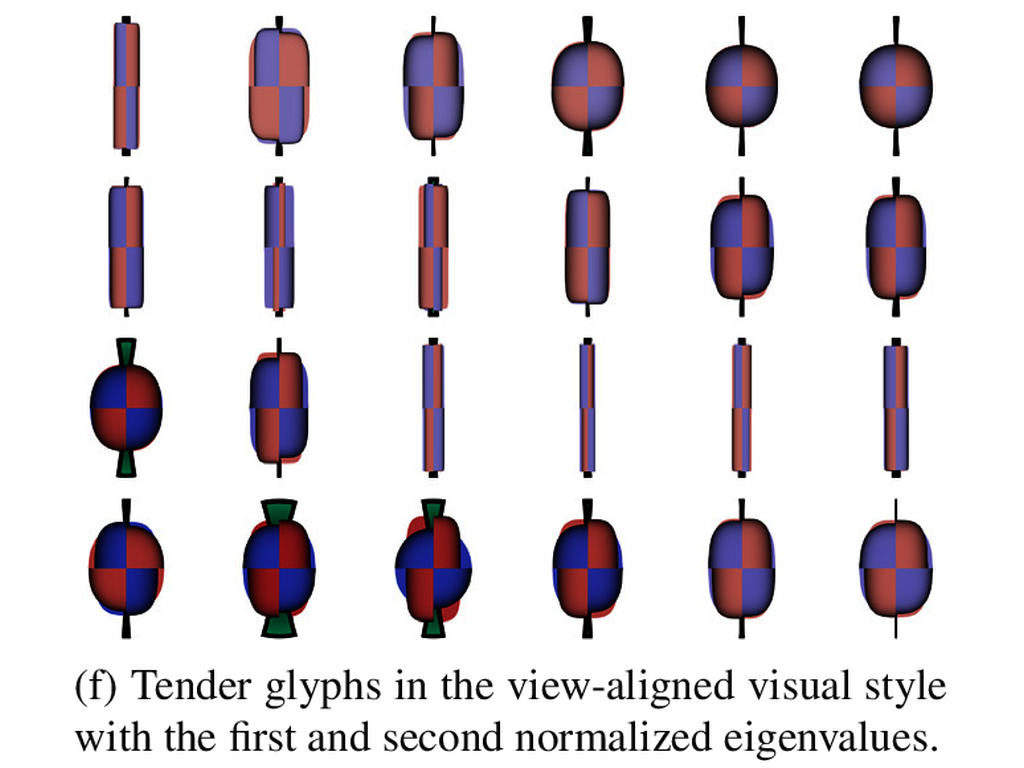 (f) Tender glyphs in the view-aligned visual style
with the first and second normalized eigenvalues.